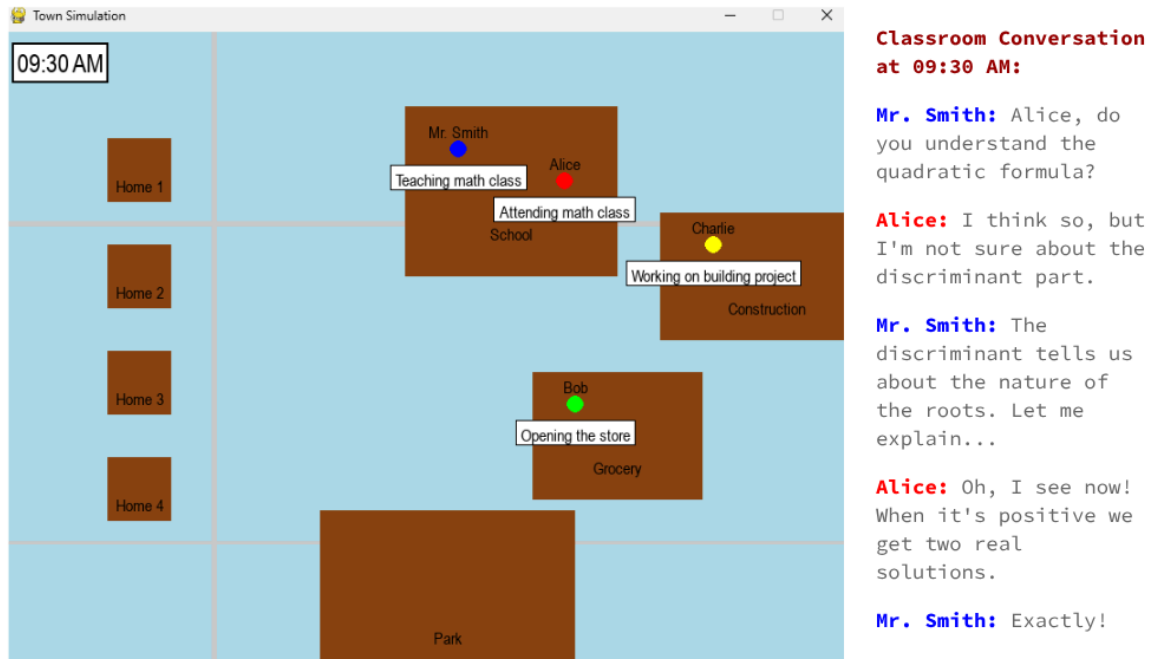 Town Simulation
09:30 AM
Mr. Smith
Teaching math class
Alice
Attending math class
School
Home 1
Charlie
Working on building project
Construction
Home 2
Bob
Opening the store
Grocery
Home 3
Home 4
Park
Classroom Conversation
at 09:30 AM:
Mr. Smith: Alice, do
you understand the
quadratic formula?
Alice: I think so, but
I'm not sure about the
discriminant part.
Mr. Smith: The
discriminant tells us
about the nature of
the roots. Let me
explain...
Alice: Oh, I see now!
When it's positive we
get two real
solutions.
Mr. Smith: Exactly!